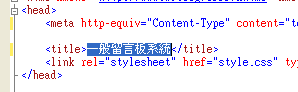 <head>
<meta http-equiv="Content-Type" content="te
<title>一般留言板系統</title>
<link rel="stylesheet" href="style.css" typ
</head>